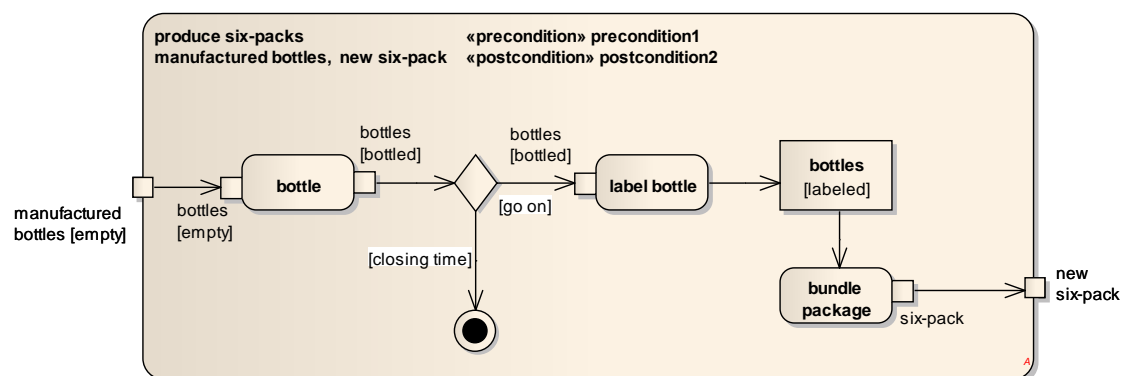 produce six-packs
manufactured bottles, new six-pack
«precondition» precondition1
«postcondition» postcondition2
manufactured
bottles [empty]
bottles
[empty]
bottle
bottles
[bottled]
[closing time]
bottles
[bottled]
[go on]
label bottle
bottles
[labeled]
bundle
package
six-pack
new
six-pack
A